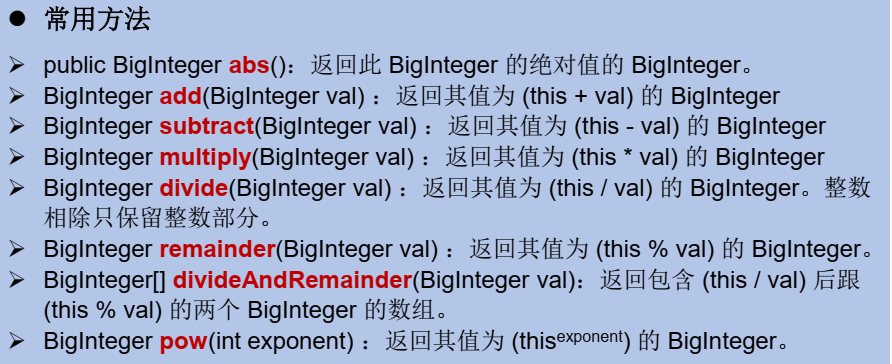 ● 常用方法
➢ public BigInteger abs()：返回此 BigInteger 的绝对值的 BigInteger。
➢ BigInteger add(BigInteger val) ：返回其值为 (this + val) 的 BigInteger
➢ BigInteger subtract(BigInteger val) ：返回其值为 (this - val) 的 BigInteger
➢ BigInteger multiply(BigInteger val) ：返回其值为 (this * val) 的 BigInteger
➢ BigInteger divide(BigInteger val) ：返回其值为 (this / val) 的 BigInteger。整数
相除只保留整数部分。
➢ BigInteger remainder(BigInteger val) ：返回其值为 (this % val) 的 BigInteger。
➢ BigInteger[] divideAndRemainder(BigInteger val)：返回包含 (this / val) 后跟
(this % val) 的两个 BigInteger 的数组。
➢ BigInteger pow(int exponent) ：返回其值为 (thisexponent) 的 BigInteger。